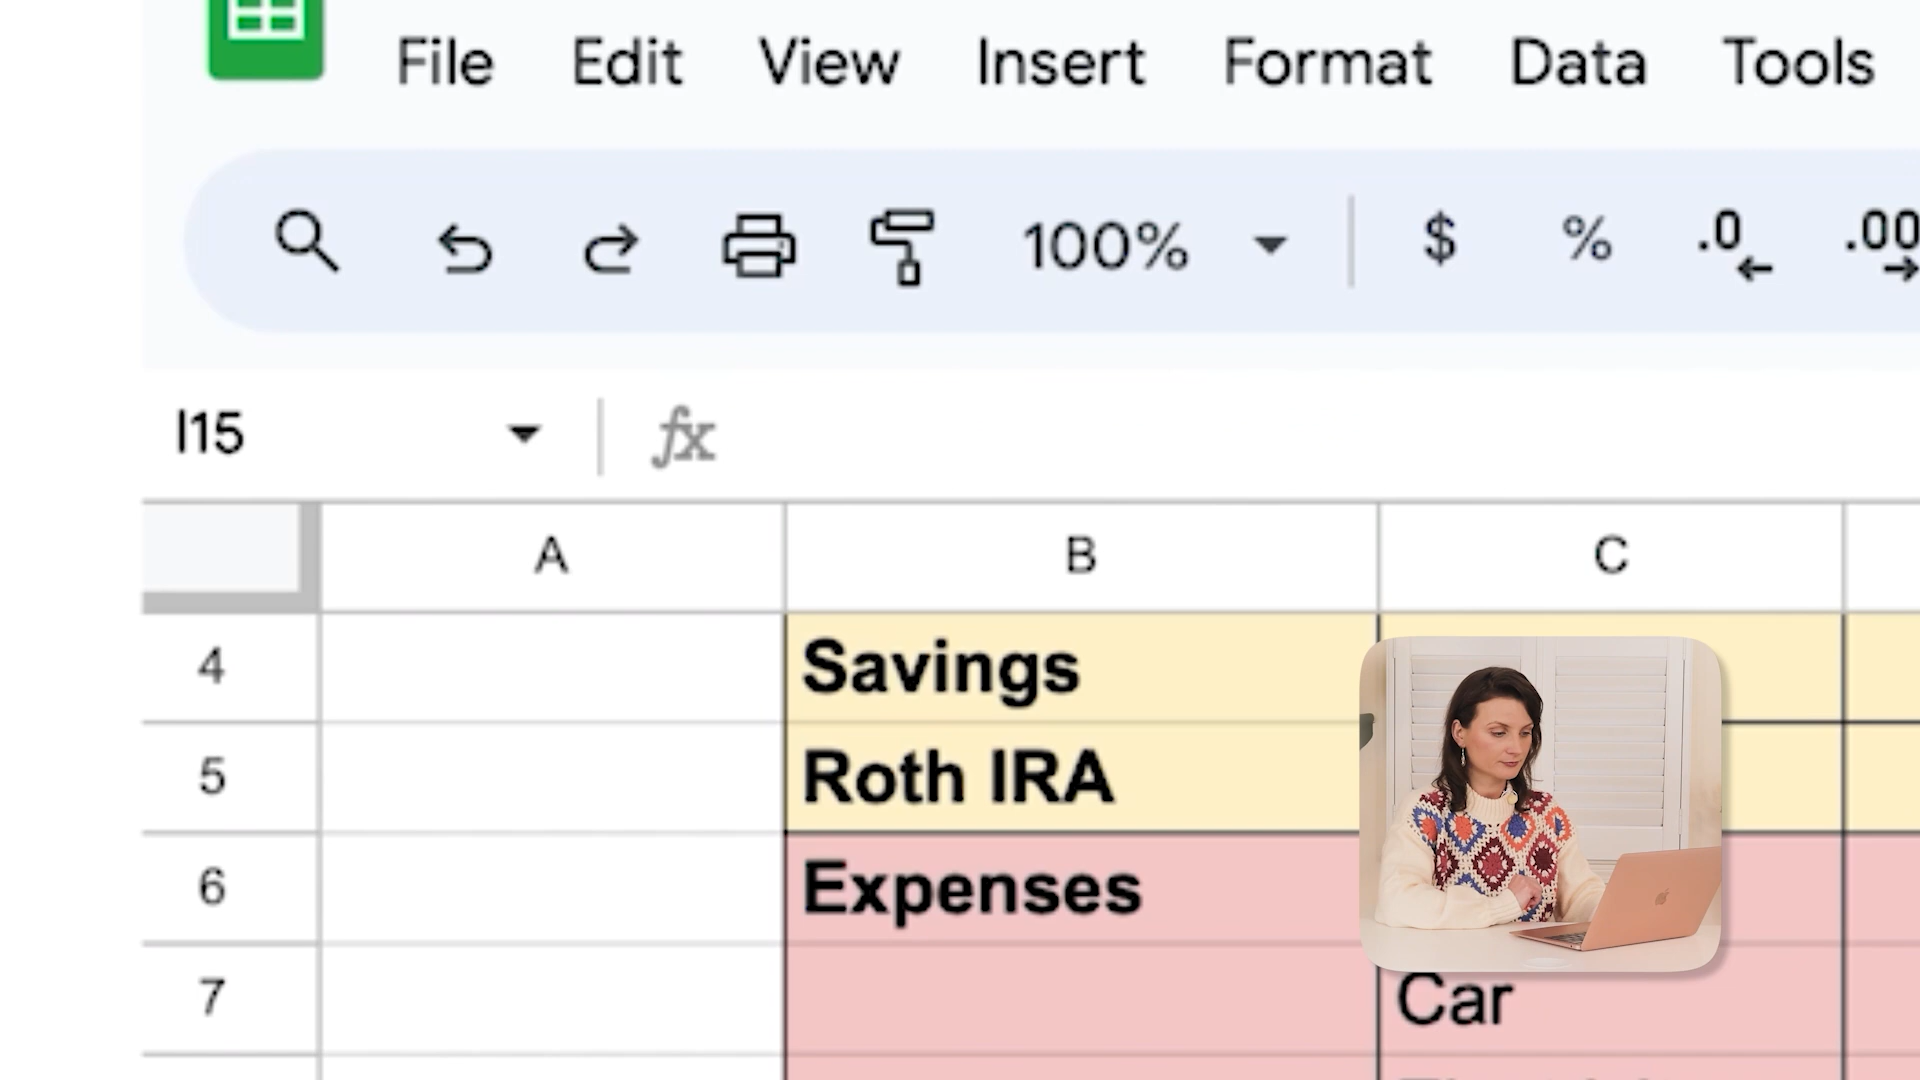 File Edit View Insert Format Data Tools
100% $ % .0 .00
I15 fx
A B C
4 Savings
5 Roth IRA
6 Expenses
7 Car